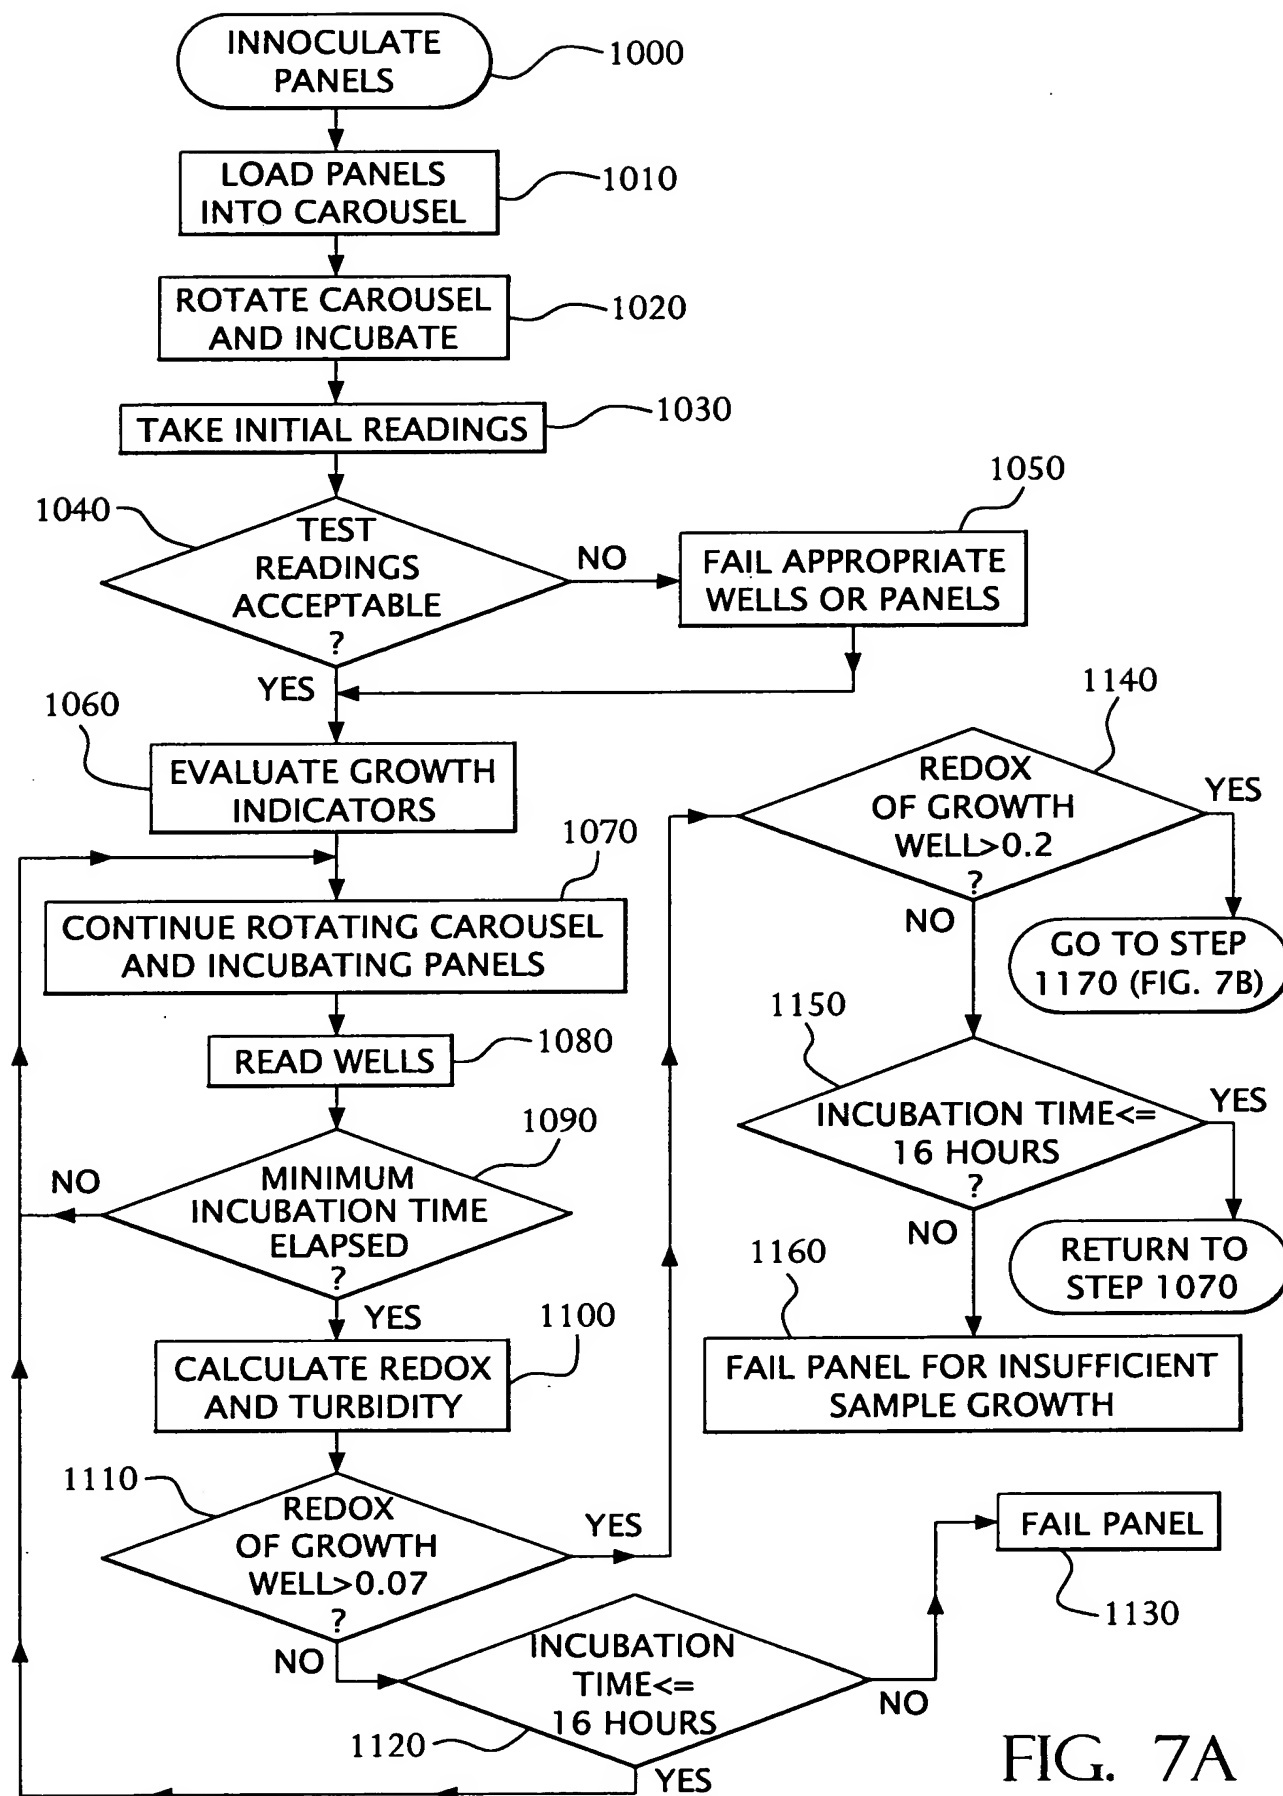 INNOCULATE
PANELS
1000
LOAD PANELS
INTO CAROUSEL
1010
ROTATE CAROUSEL
AND INCUBATE
1020
TAKE INITIAL READINGS
1030
1040
TEST
READINGS
ACCEPTABLE
?
NO
YES
1050
FAIL APPROPRIATE
WELLS OR PANELS
1060
EVALUATE GROWTH
INDICATORS
1070
CONTINUE ROTATING CAROUSEL
AND INCUBATING PANELS
READ WELLS
1080
1090
MINIMUM
INCUBATION TIME
ELAPSED
?
NO
YES
1100
CALCULATE REDOX
AND TURBIDITY
1110
REDOX
OF GROWTH
WELL>0.07
?
YES
NO
INCUBATION
TIME<=
16 HOURS
1120
YES
NO
FAIL PANEL
1130
1140
REDOX
OF GROWTH
WELL>0.2
?
YES
NO
GO TO STEP
1170 (FIG. 7B)
1150
INCUBATION TIME<=
16 HOURS
?
YES
NO
RETURN TO
STEP 1070
1160
FAIL PANEL FOR INSUFFICIENT
SAMPLE GROWTH
FIG. 7A